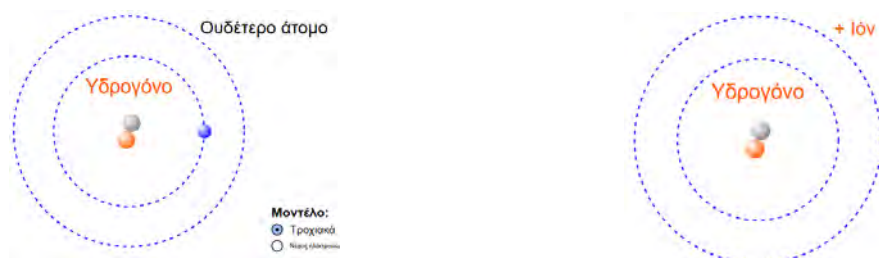 Ουδέτερο άτομο
Υδρογόνο
Μοντέλο:
Τροχιακά
+ Ιόν
Υδρογόνο